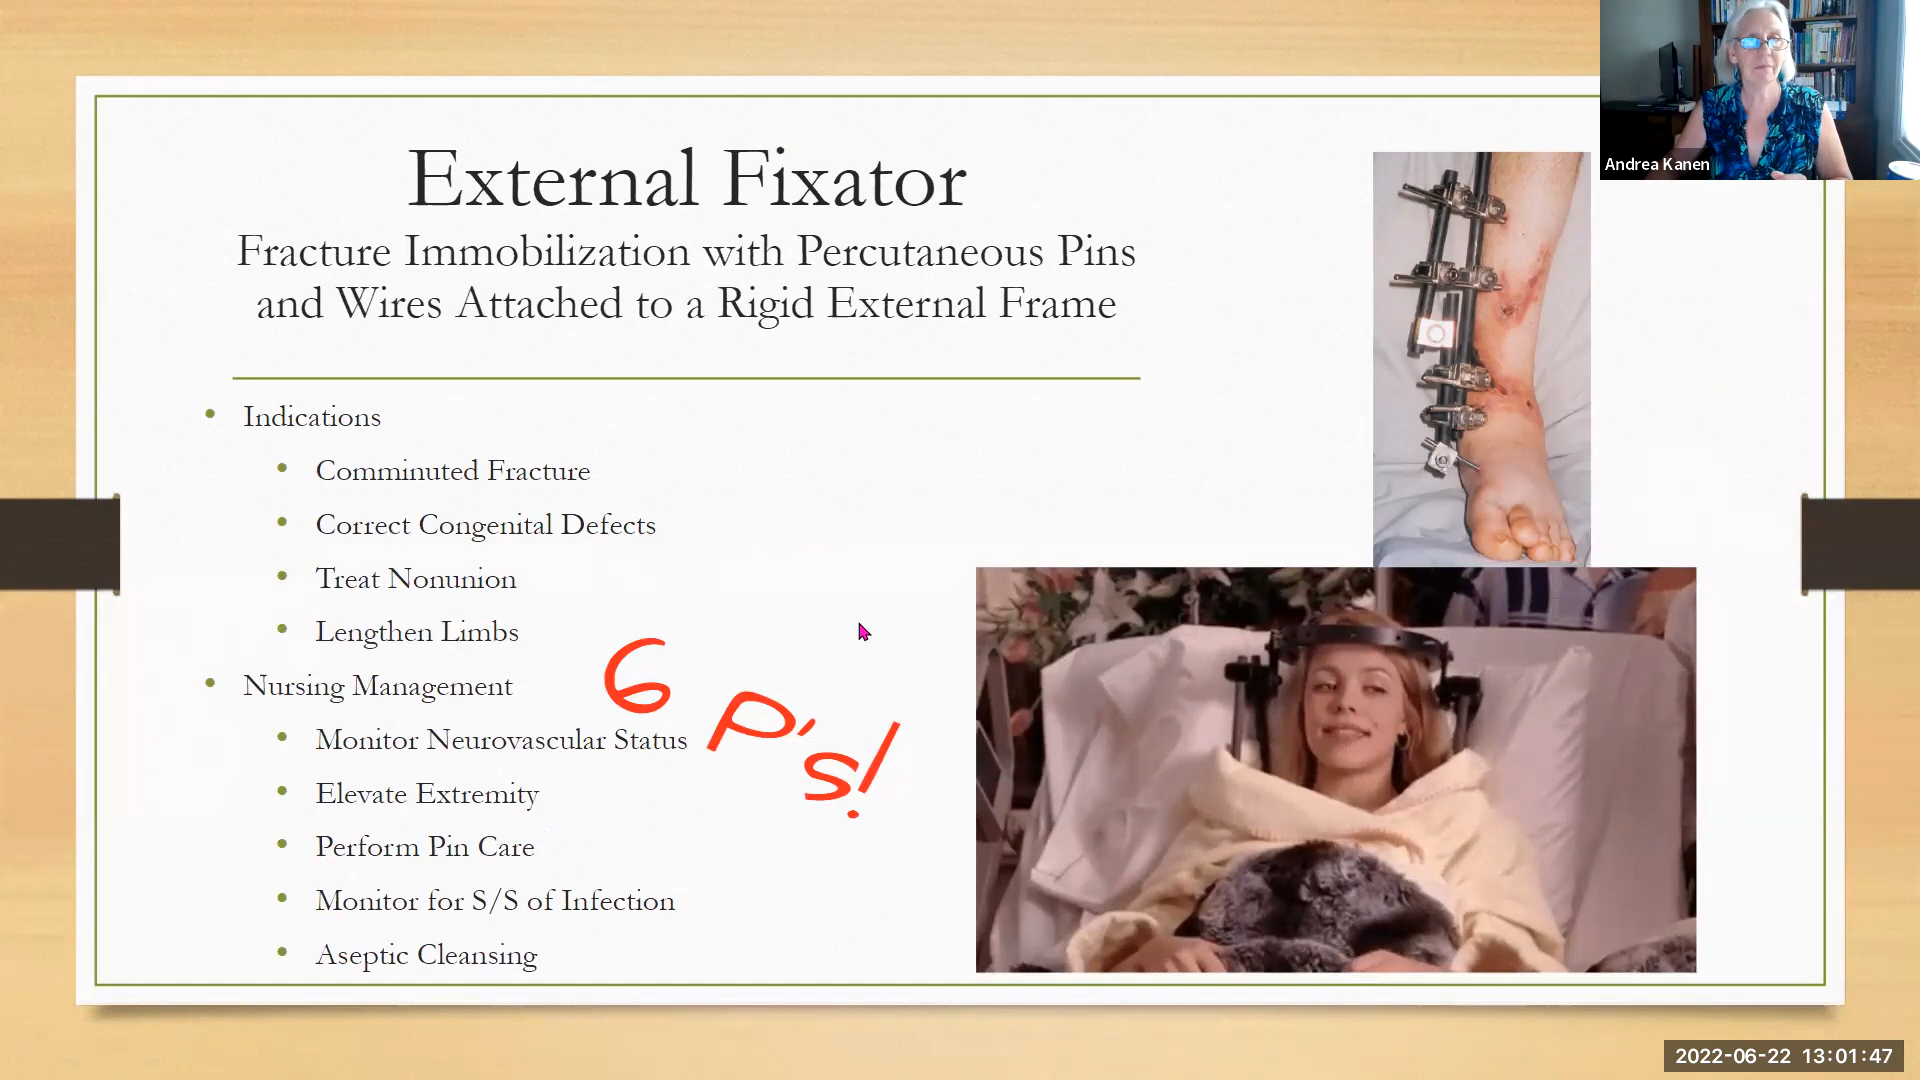 Andrea Kanen
External Fixator
Fracture Immobilization with Percutaneous Pins
and Wires Attached to a Rigid External Frame
• Indications
• Comminuted Fracture
• Correct Congenital Defects
• Treat Nonunion
• Lengthen Limbs
• Nursing Management
6 P's!
• Monitor Neurovascular Status
• Elevate Extremity
• Perform Pin Care
• Monitor for S/S of Infection
• Aseptic Cleansing
2022-06-22 13:01:47